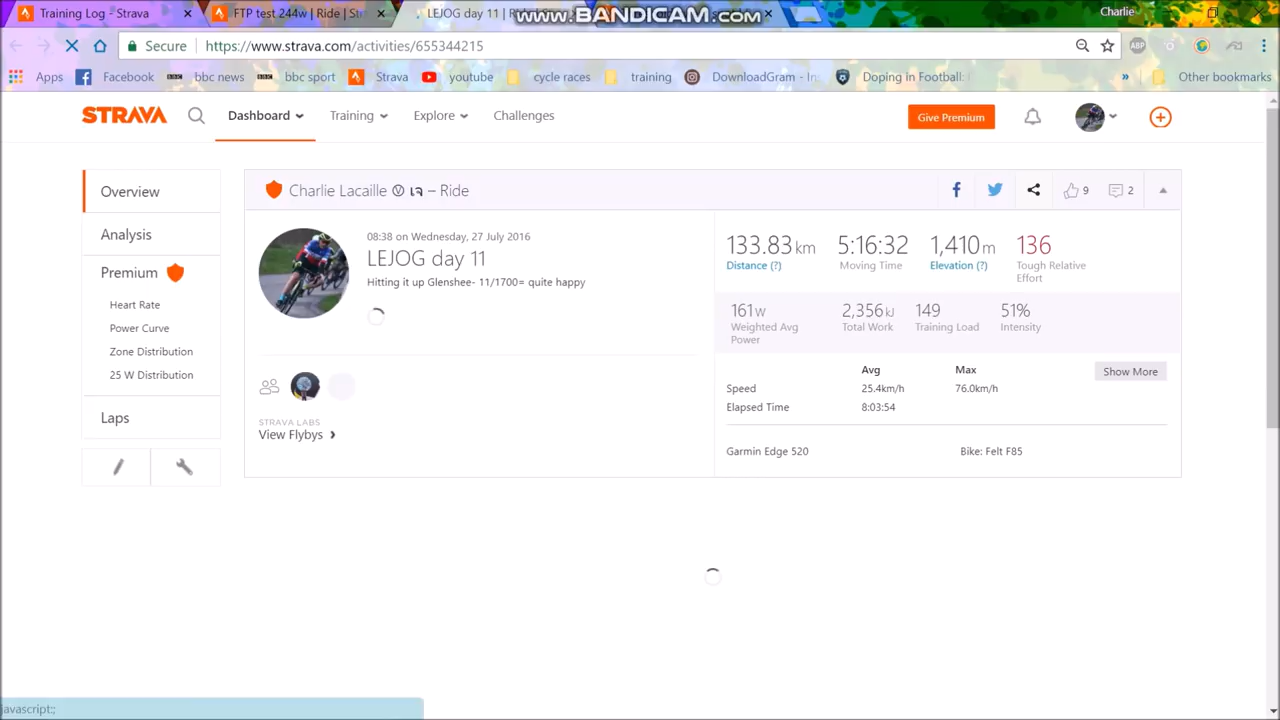 Training Log - Strava
FTP test 244w | Ride | Str
LEJOG day 11 | R
www.BANDICAM.com
Charlie
Secure
https://www.strava.com/activities/655344215
ABP
Apps
Facebook
BBC bbc news
BBC bbc sport
Strava
youtube
cycle races
training
DownloadGram - In
Doping in Football
»
Other bookmarks
STRAVA
Dashboard
Training
Explore
Challenges
Give Premium
Overview
Analysis
Premium
Heart Rate
Power Curve
Zone Distribution
25 W Distribution
Laps
Charlie Lacaille Ⓥ เจ – Ride
9
2
08:38 on Wednesday, 27 July 2016
LEJOG day 11
Hitting it up Glenshee- 11/1700= quite happy
STRAVA LABS
View Flybys
133.83km
5:16:32
1,410m
136
Distance (?)
Moving Time
Elevation (?)
Tough Relative
Effort
161W
2,356kJ
149
51%
Weighted Avg
Power
Total Work
Training Load
Intensity
Avg
Max
Show More
Speed
25.4km/h
76.0km/h
Elapsed Time
8:03:54
Garmin Edge 520
Bike: Felt F85
javascript:;